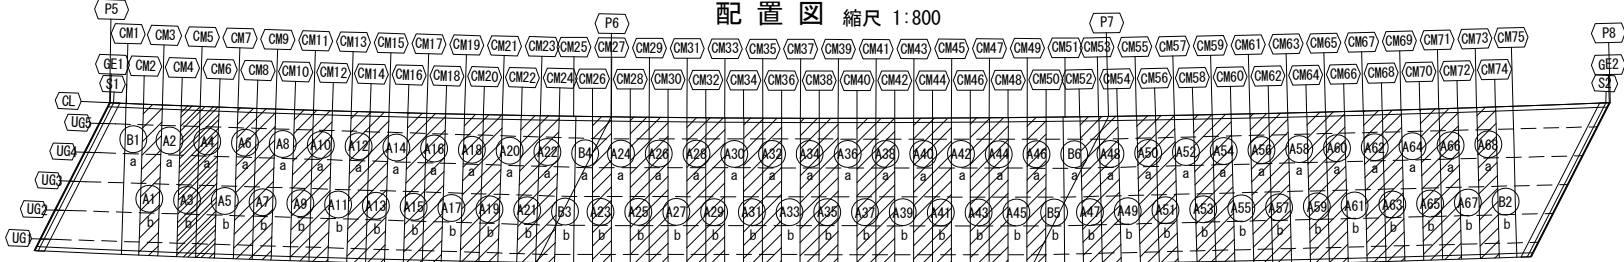 配置図 縮尺 1:800
P5 P6 P7 P8
CM1 CM3 CM5 CM7 CM9 CM11 CM13 CM15 CM17 CM19 CM21 CM23 CM25 CM27 CM29 CM31 CM33 CM35 CM37 CM39 CM41 CM43 CM45 CM47 CM49 CM51 CM53 CM55 CM57 CM59 CM61 CM63 CM65 CM67 CM69 CM71 CM73 CM75
GE1 CM2 CM4 CM6 CM8 CM10 CM12 CM14 CM16 CM18 CM20 CM22 CM24 CM26 CM28 CM30 CM32 CM34 CM36 CM38 CM40 CM42 CM44 CM46 CM48 CM50 CM52 CM54 CM56 CM58 CM60 CM62 CM64 CM66 CM68 CM70 CM72 CM74 GE2
S1 S2
CL
UG5
B1 A2 A4 A6 A8 A10 A12 A14 A16 A18 A20 A22 B4 A24 A26 A28 A30 A32 A34 A36 A38 A40 A42 A44 A46 B6 A48 A50 A52 A54 A56 A58 A60 A62 A64 A66 A68
UG4
a a a a a a a a a a a a a a a a a a a a a a a a a a a a a a a a a a a a a
UG3
A1 A3 A5 A7 A9 A11 A13 A15 A17 A19 A21 B3 A23 A25 A27 A29 A31 A33 A35 A37 A39 A41 A43 A45 B5 A47 A49 A51 A53 A55 A57 A59 A61 A63 A65 A67 B2
UG2
b b b b b b b b b b b b b b b b b b b b b b b b b b b b b b b b b b b b b
UG1